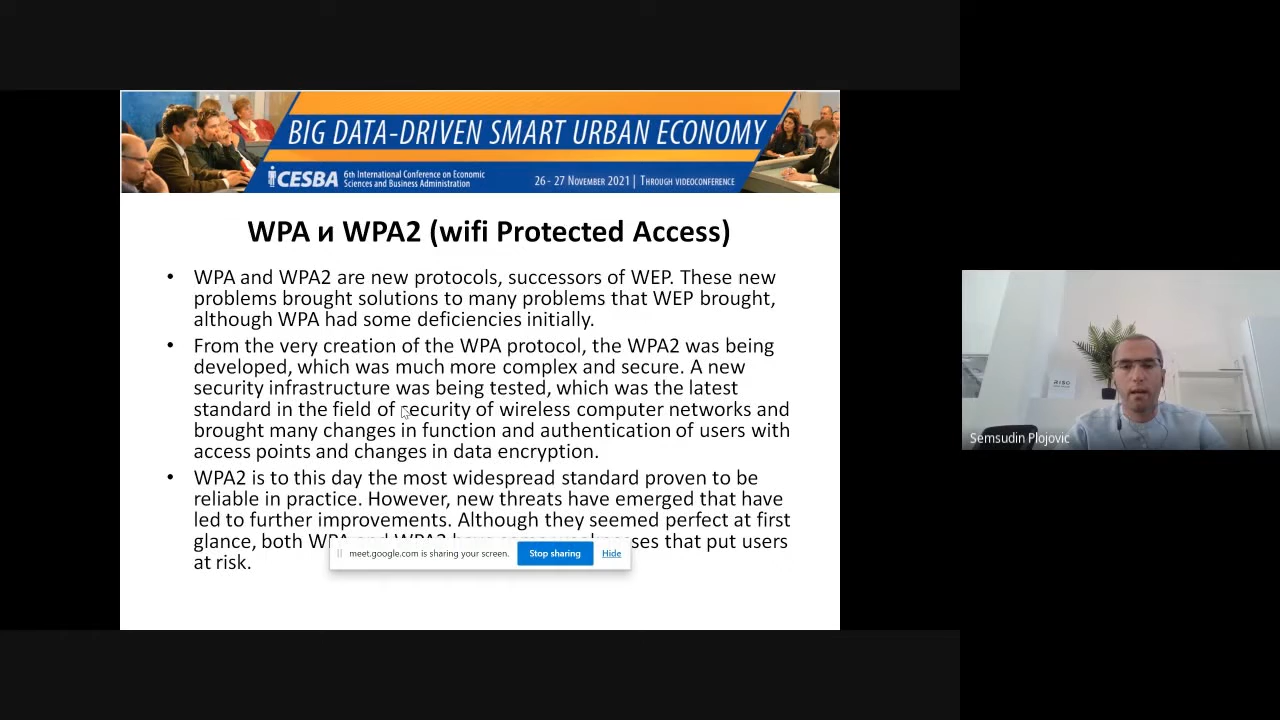 BIG DATA-DRIVEN SMART URBAN ECONOMY
CESBA
6th International Conference on Economic
Sciences and Business Administration
26 - 27 November 2021 | Through videoconference
WPA и WPA2 (wifi Protected Access)
• WPA and WPA2 are new protocols, successors of WEP. These new
problems brought solutions to many problems that WEP brought,
although WPA had some deficiencies initially.
• From the very creation of the WPA protocol, the WPA2 was being
developed, which was much more complex and secure. A new
security infrastructure was being tested, which was the latest
standard in the field of security of wireless computer networks and
brought many changes in function and authentication of users with
access points and changes in data encryption.
• WPA2 is to this day the most widespread standard proven to be
reliable in practice. However, new threats have emerged that have
led to further improvements. Although they seemed perfect at first
glance, both WPA and WPA2 have some weaknesses that put users
at risk.
meet.google.com is sharing your screen.
Stop sharing
Hide
Semsudin Plojovic